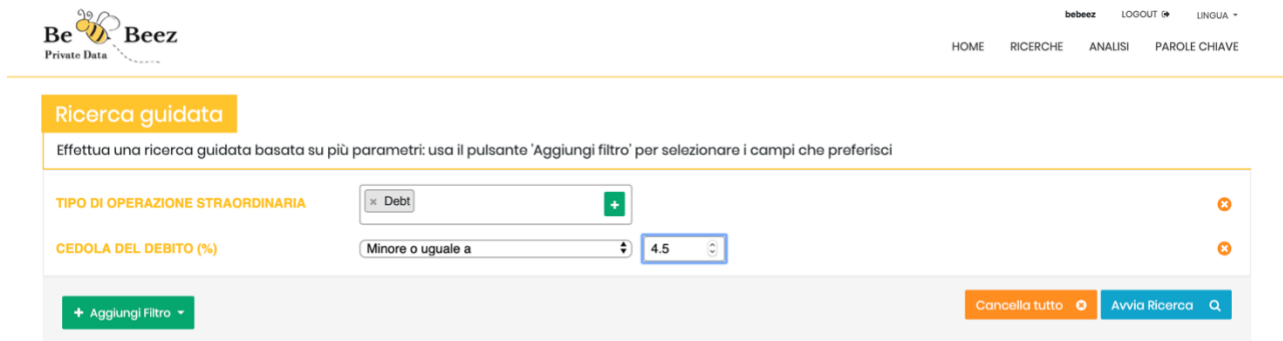 Be Beez
Private Data
bebeez LOGOUT LINGUA
HOME RICERCHE ANALISI PAROLE CHIAVE
Ricerca guidata
Effettua una ricerca guidata basata su più parametri: usa il pulsante 'Aggiungi filtro' per selezionare i campi che preferisci
TIPO DI OPERAZIONE STRAORDINARIA × Debt +
CEDOLA DEL DEBITO (%) Minore o uguale a 4.5
+ Aggiungi Filtro Cancella tutto Avvia Ricerca